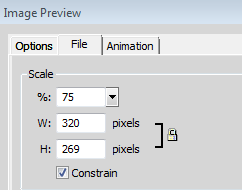 Image Preview
Options File Animation
Scale
%: 75
W: 320 pixels
H: 269 pixels
Constrain